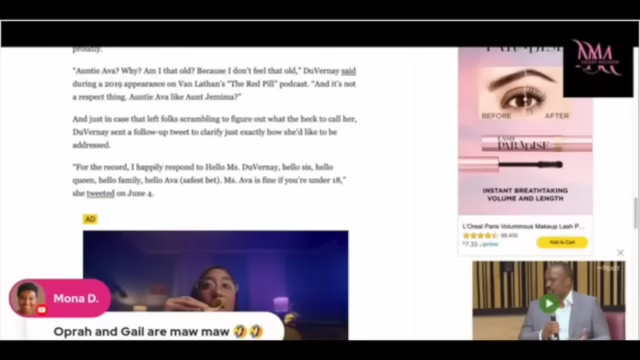 proudly.
“Auntie Ava? Why? Am I that old? Because I don’t feel that old,” DuVernay said
during a 2019 appearance on Van Lathan’s “The Red Pill” podcast. “And it’s not
a respect thing. Auntie Ava like Aunt Jemima?”
And just in case that left folks scrambling to figure out what the heck to call her,
DuVernay sent a follow-up tweet to clarify just exactly how she’d like to be
addressed.
“For the record, I happily respond to Hello Ms. DuVernay, hello sis, hello
queen, hello family, hello Ava (safest bet). Ms. Ava is fine if you’re under 18,”
she tweeted on June 4.
AD
Mona D.
Oprah and Gail are maw maw 🤣🤣
PARADISE
BEFORE
AFTER
LASH
PARADISE
INSTANT BREATHTAKING
VOLUME AND LENGTH
L'Oreal Paris Voluminous Makeup Lash P...
$7.33 prime
Add to Cart